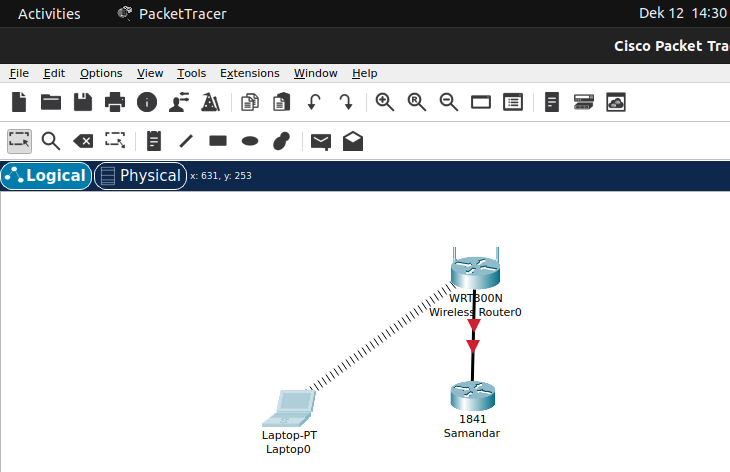 Activities PacketTracer Dek 12 14:30
Cisco Packet Tra
File Edit Options View Tools Extensions Window Help
Logical Physical x: 631, y: 253
WRT300N
Wireless Router0
1841
Samandar
Laptop-PT
Laptop0